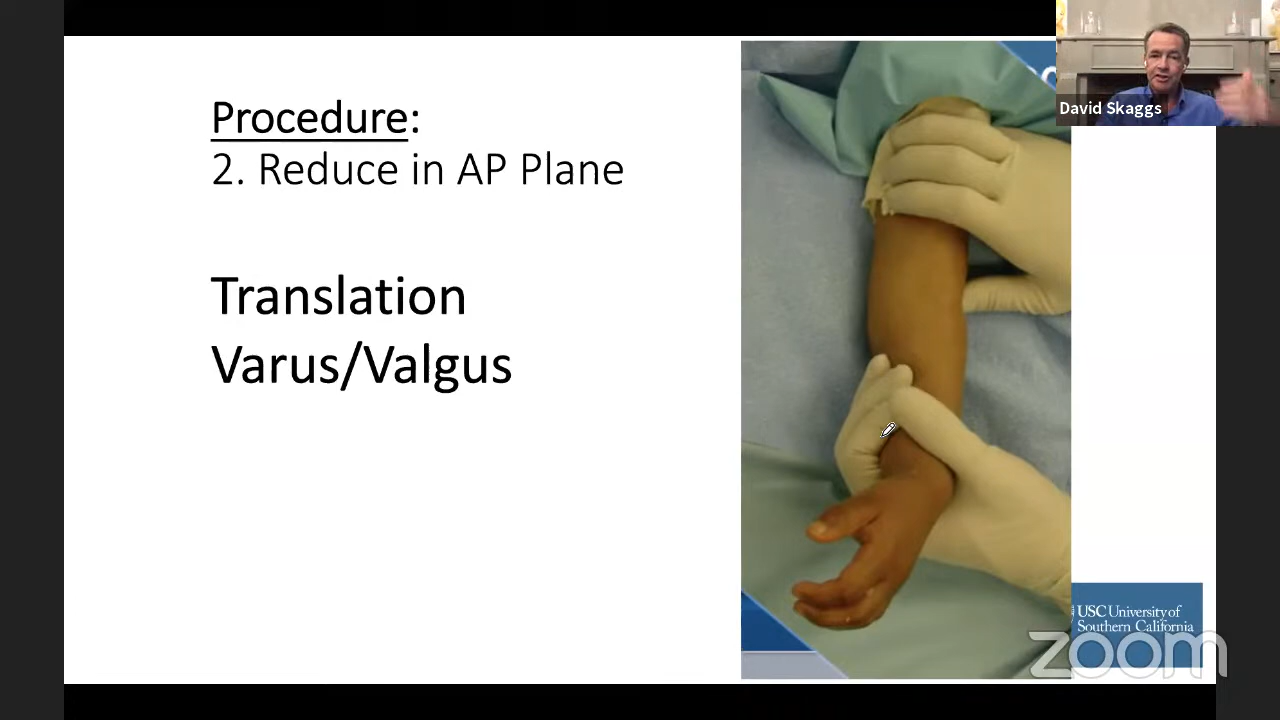 Procedure:
2. Reduce in AP Plane
Translation
Varus/Valgus
David Skaggs
USC University of
Southern California
zoom